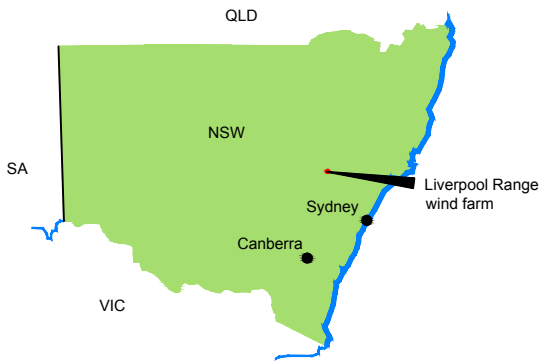 QLD
NSW
SA
Liverpool Range
wind farm
Sydney
Canberra
VIC